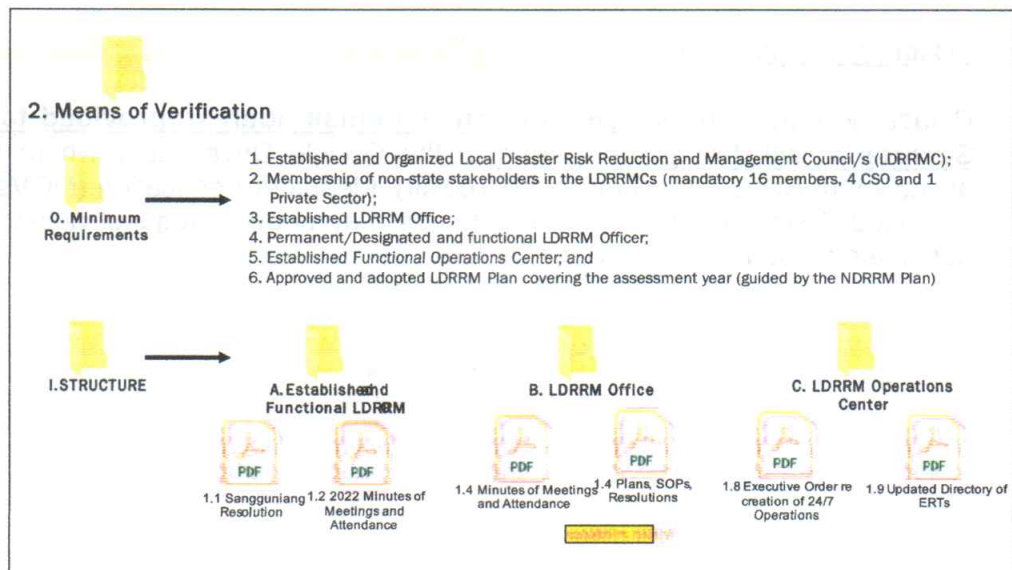 2. Means of Verification
0. Minimum
Requirements
1. Established and Organized Local Disaster Risk Reduction and Management Council/s (LDRRMC);
2. Membership of non-state stakeholders in the LDRRMCs (mandatory 16 members, 4 CSO and 1
Private Sector);
3. Established LDRRM Office;
4. Permanent/Designated and functional LDRRM Officer;
5. Established Functional Operations Center; and
6. Approved and adopted LDRRM Plan covering the assessment year (guided by the NDRRM Plan)
I.STRUCTURE
A. Established and
Functional
B. LDRRM Office
C. LDRRM Operations
Center
PDF
PDF
PDF
PDF
PDF
PDF
1.1 Sangguniang
Resolution
1.2 2022 Minutes of
Meetings and
Attendance
1.4 Minutes of Meetings
and Attendance
1.4 Plans, SOPs,
Resolutions
1.8 Executive Order re
creation of 24/7
Operations
1.9 Updated Directory of
ERTs